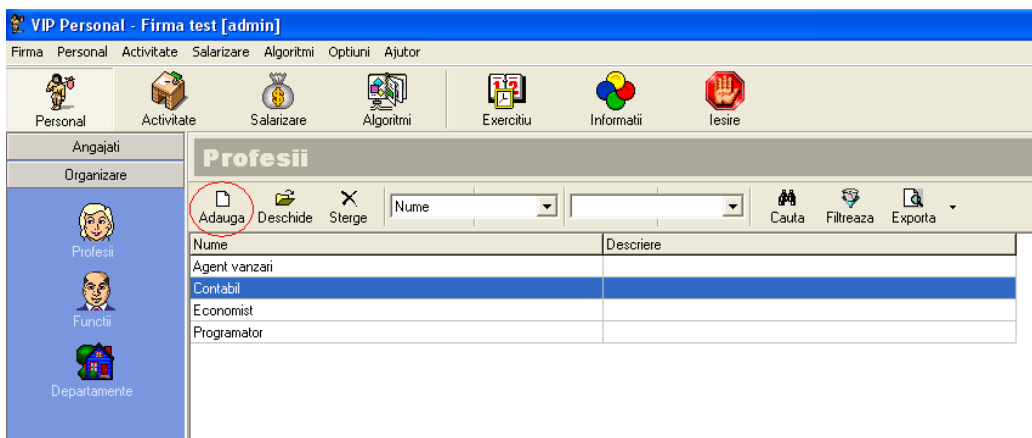 VIP Personal - Firma test [admin]
Firma Personal Activitate Salarizare Algoritmi Optiuni Ajutor
Personal Activitate Salarizare Algoritmi Exercitiu Informatii Iesire
Angajati
Organizare
Profesii
Functii
Departamente
Profesii
Adauga Deschide Sterge Nume Cauta Filtreaza Exporta
Nume Descriere
Agent vanzari
Contabil
Economist
Programator